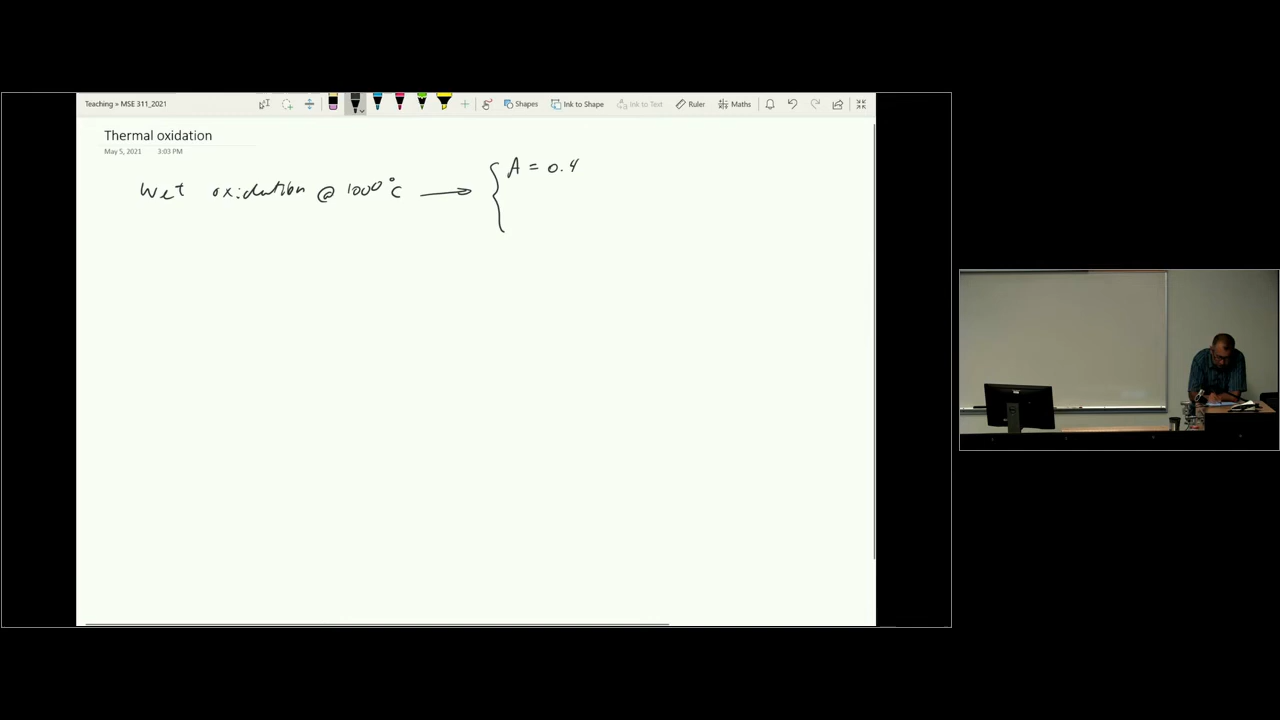 Teaching » MSE 311_2021
Shapes
Ink to Shape
Ink to Text
Ruler
Maths
Thermal oxidation
May 5, 2021 3:03 PM
A = 0.4
Wet oxidation @ 1000°C →